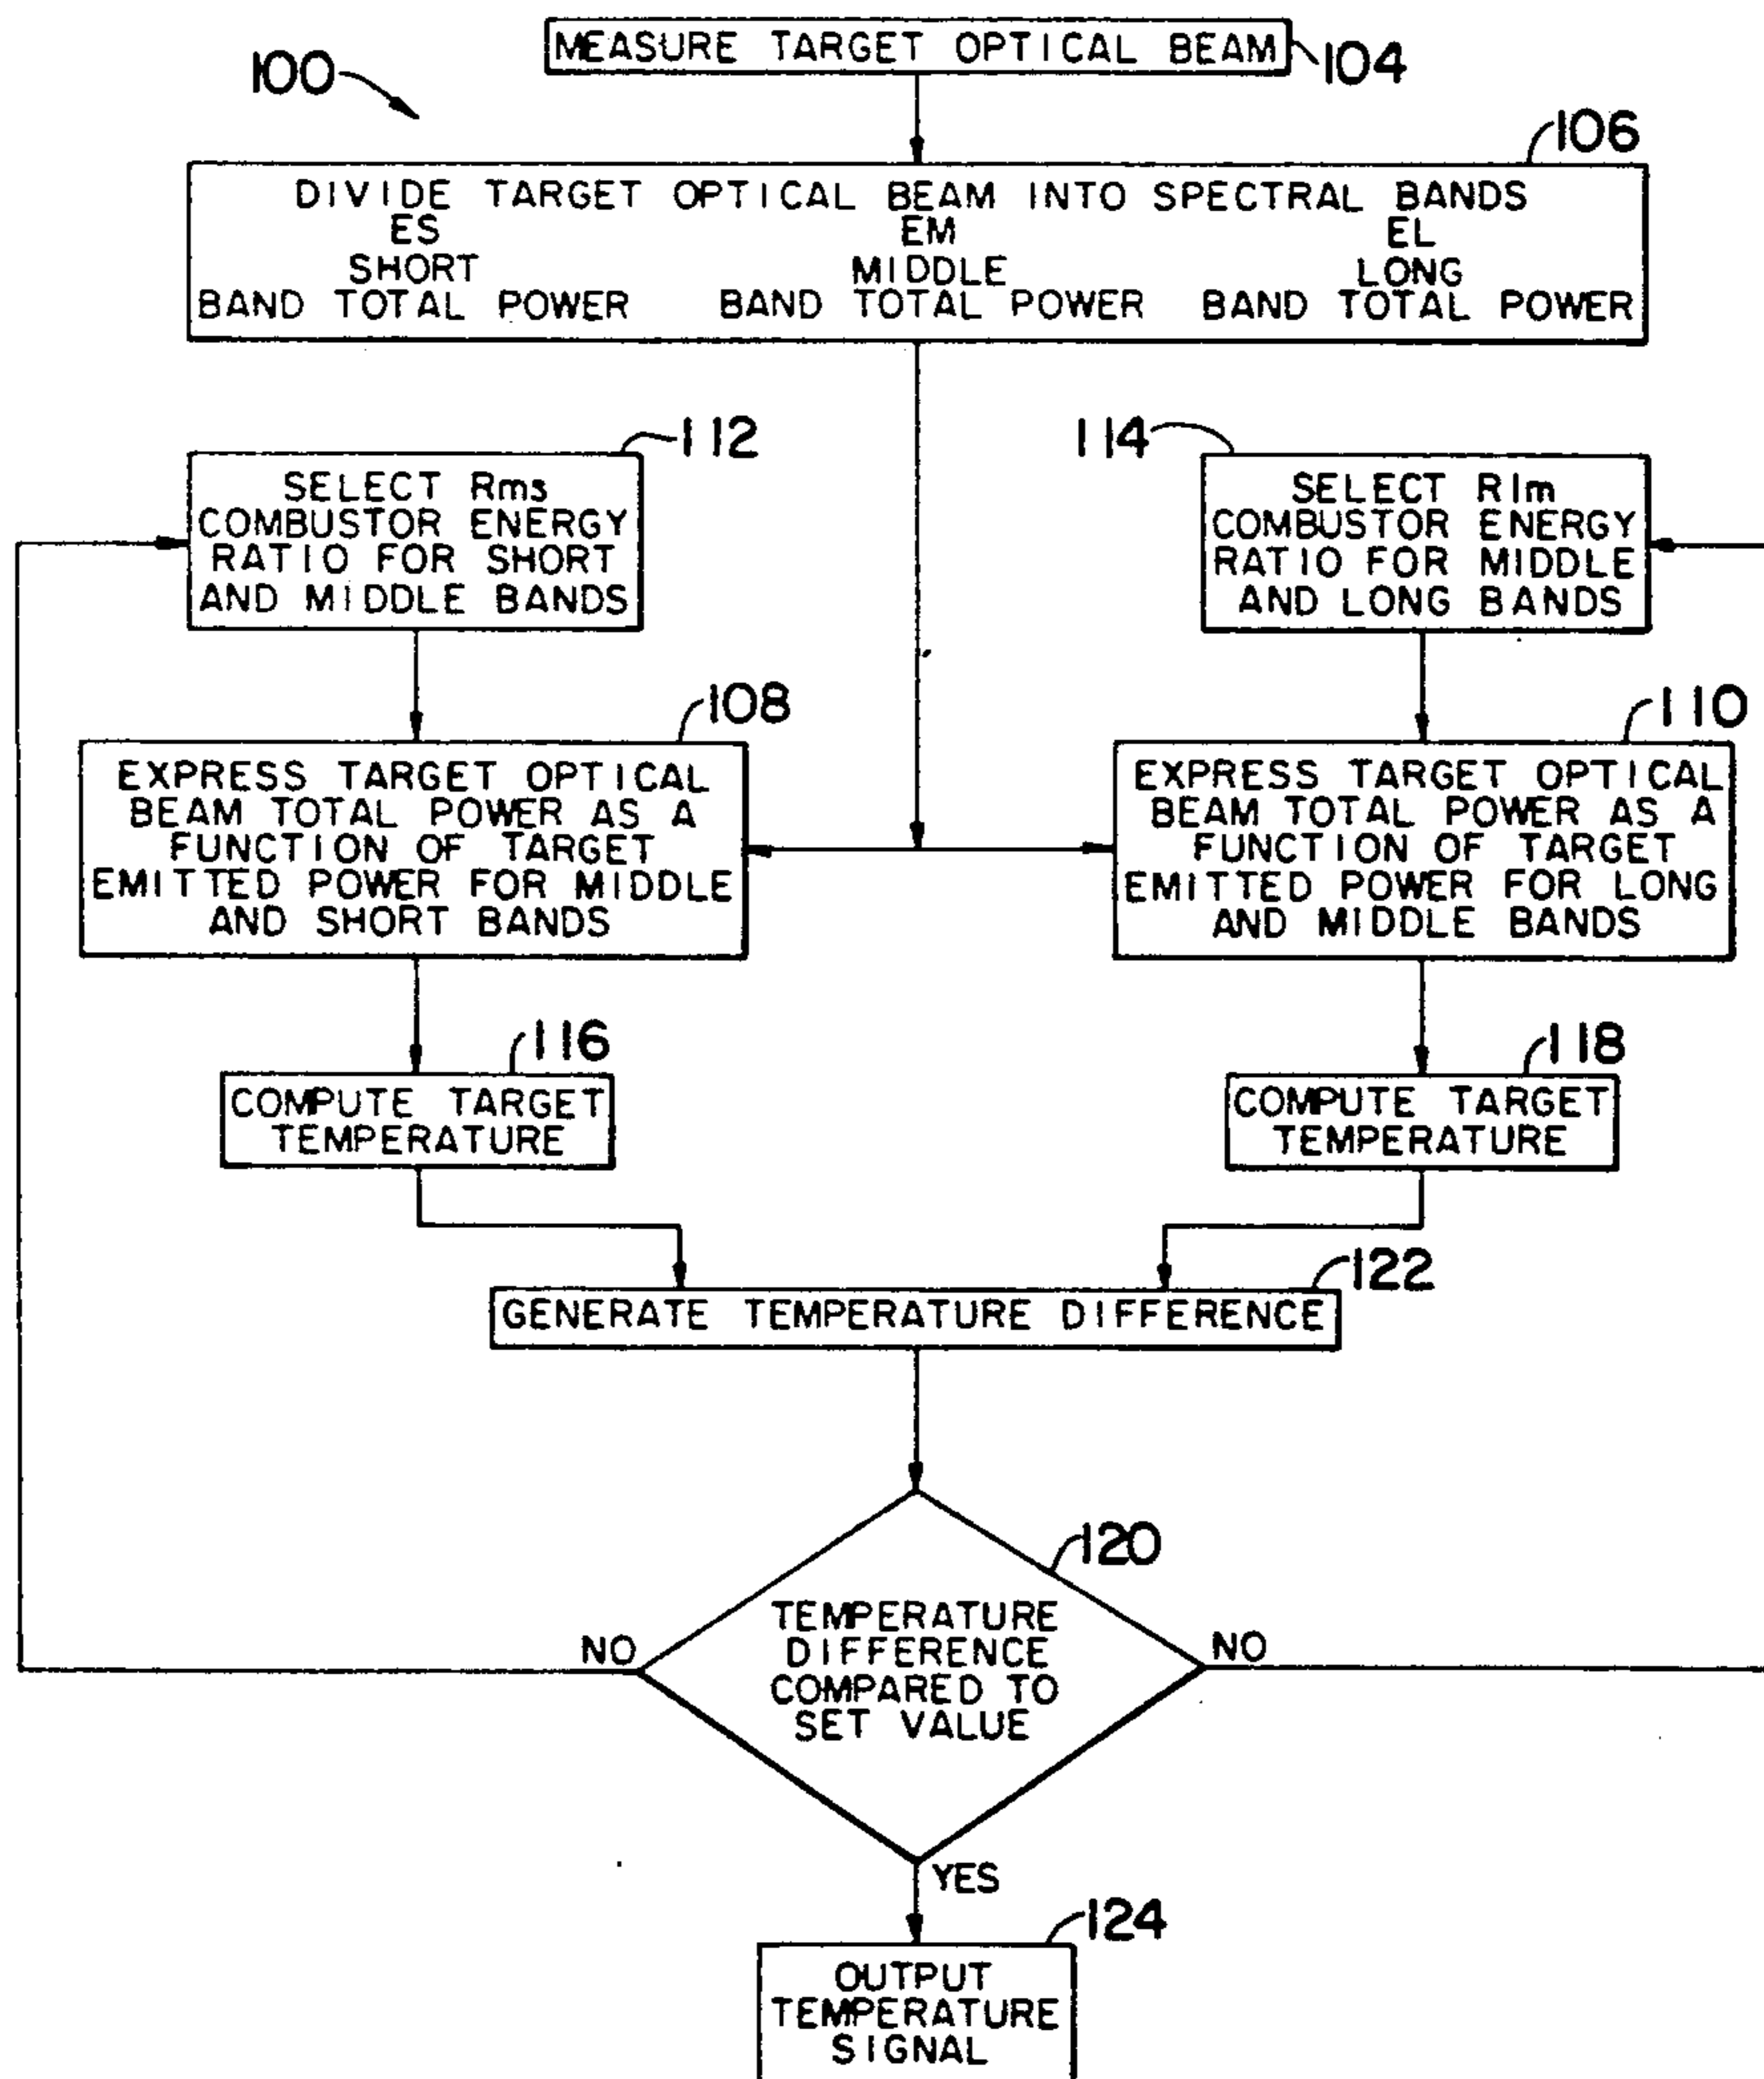 MEASURE TARGET OPTICAL BEAM
104
100
106
DIVIDE TARGET OPTICAL BEAM INTO SPECTRAL BANDS
ES EM EL
SHORT MIDDLE LONG
BAND TOTAL POWER BAND TOTAL POWER BAND TOTAL POWER
112
SELECT Rms
COMBUSTOR ENERGY
RATIO FOR SHORT
AND MIDDLE BANDS
114
SELECT Rlm
COMBUSTOR ENERGY
RATIO FOR MIDDLE
AND LONG BANDS
108
EXPRESS TARGET OPTICAL
BEAM TOTAL POWER AS A
FUNCTION OF TARGET
EMITTED POWER FOR MIDDLE
AND SHORT BANDS
110
EXPRESS TARGET OPTICAL
BEAM TOTAL POWER AS A
FUNCTION OF TARGET
EMITTED POWER FOR LONG
AND MIDDLE BANDS
116
COMPUTE TARGET
TEMPERATURE
118
COMPUTE TARGET
TEMPERATURE
122
GENERATE TEMPERATURE DIFFERENCE
120
TEMPERATURE
DIFFERENCE
COMPARED TO
SET VALUE
NO
NO
YES
124
OUTPUT
TEMPERATURE
SIGNAL